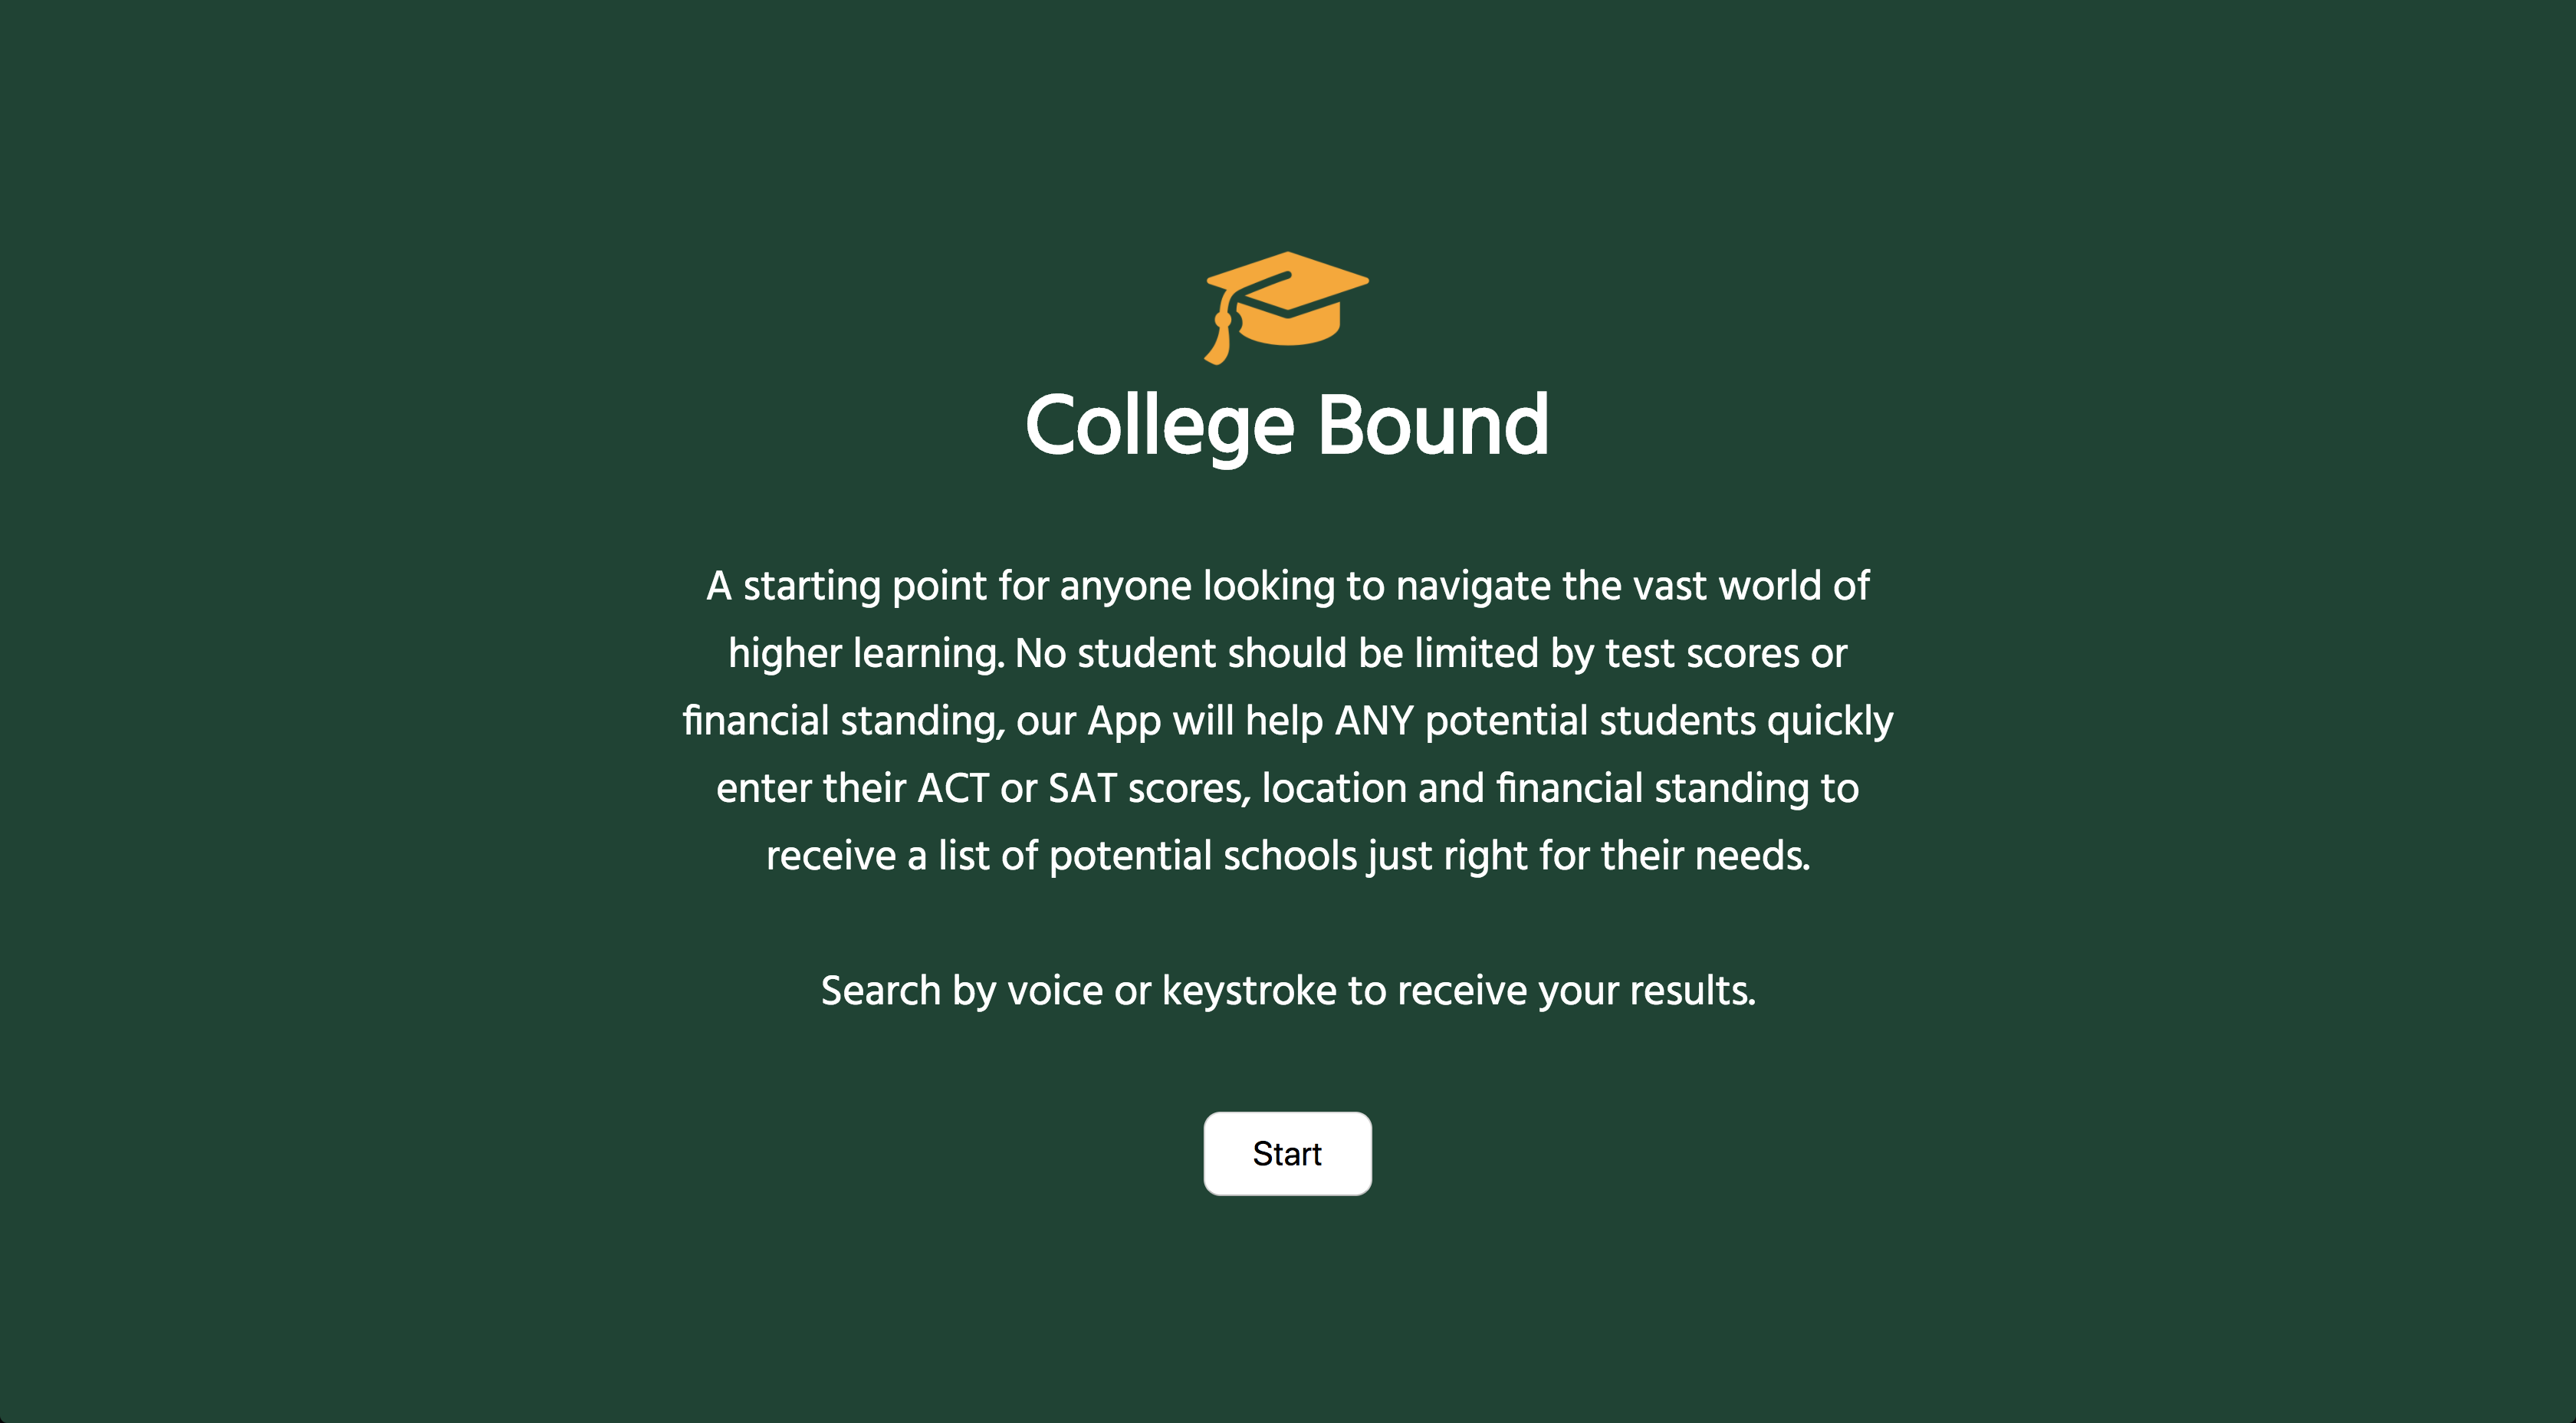 College Bound
A starting point for anyone looking to navigate the vast world of
higher learning. No student should be limited by test scores or
financial standing, our App will help ANY potential students quickly
enter their ACT or SAT scores, location and financial standing to
receive a list of potential schools just right for their needs.
Search by voice or keystroke to receive your results.
Start